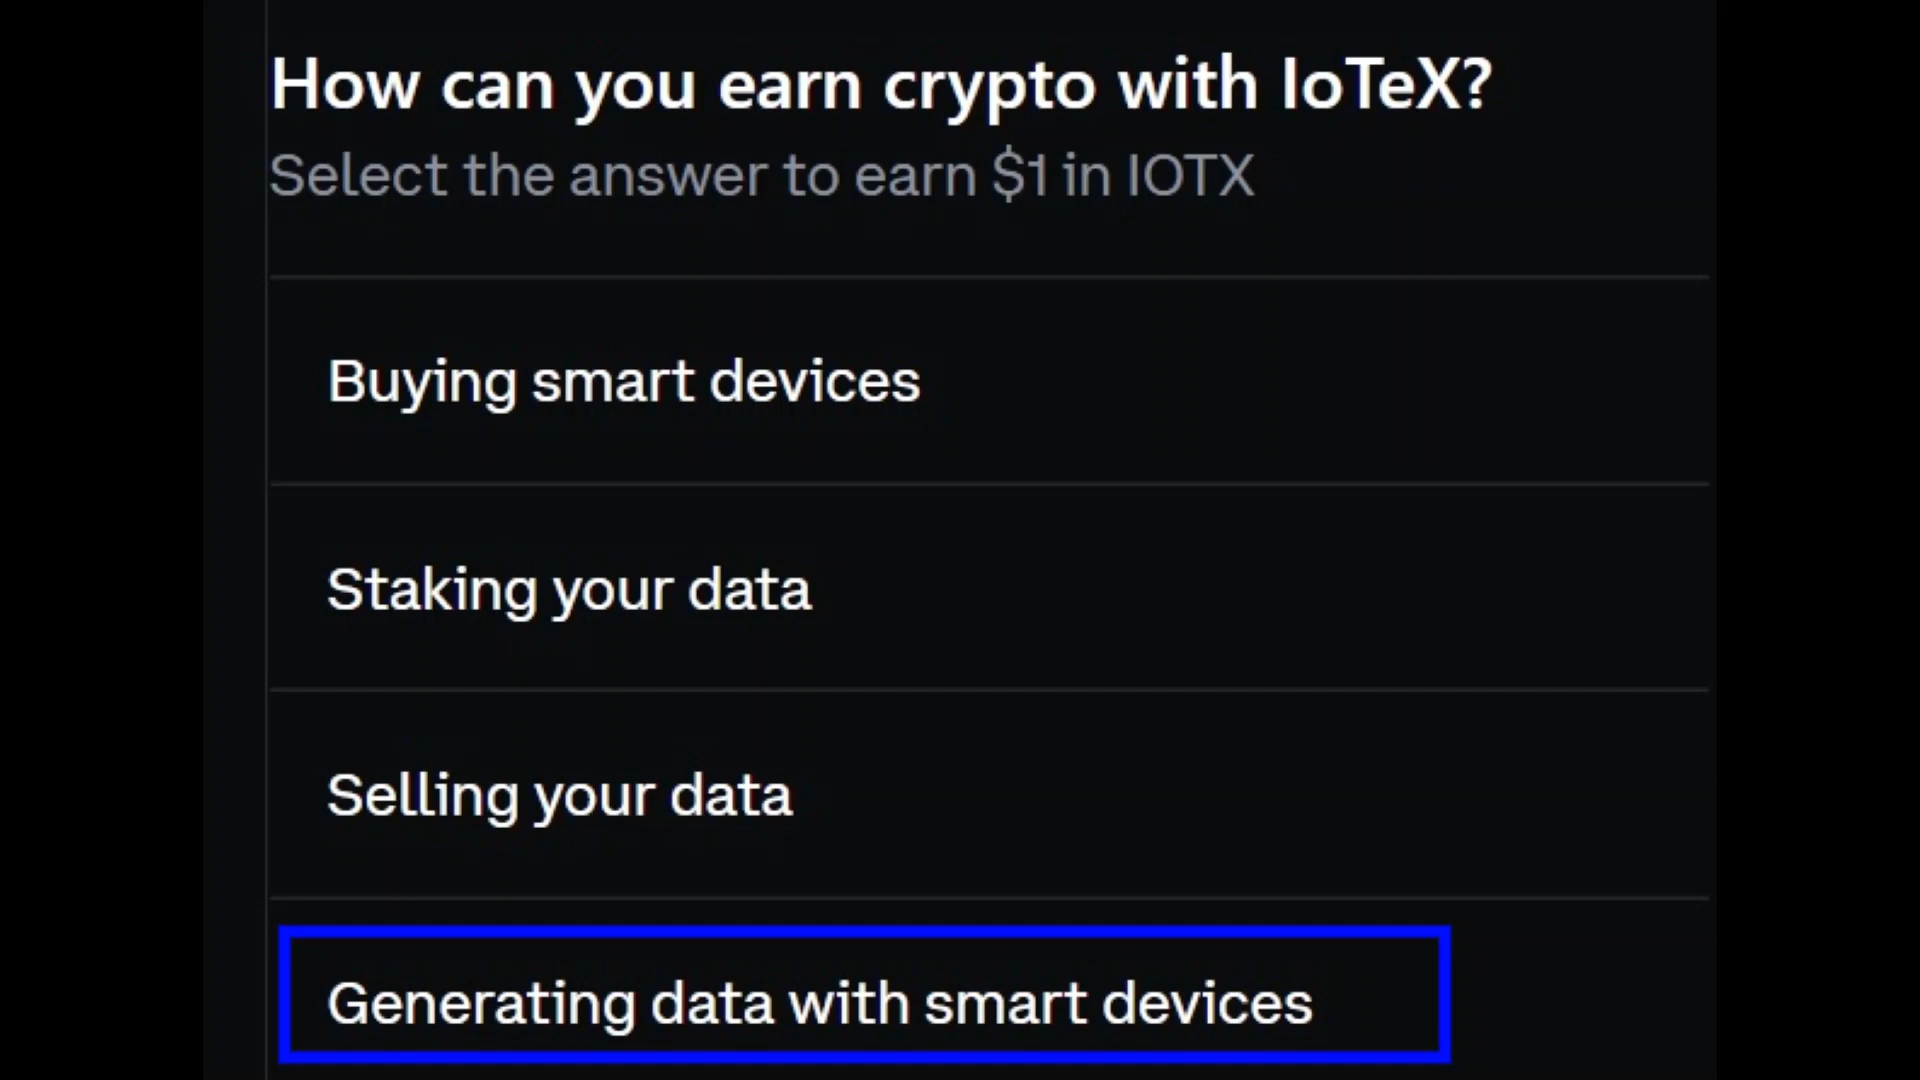 How can you earn crypto with IoTeX?
Select the answer to earn $1 in IOTX
Buying smart devices
Staking your data
Selling your data
Generating data with smart devices